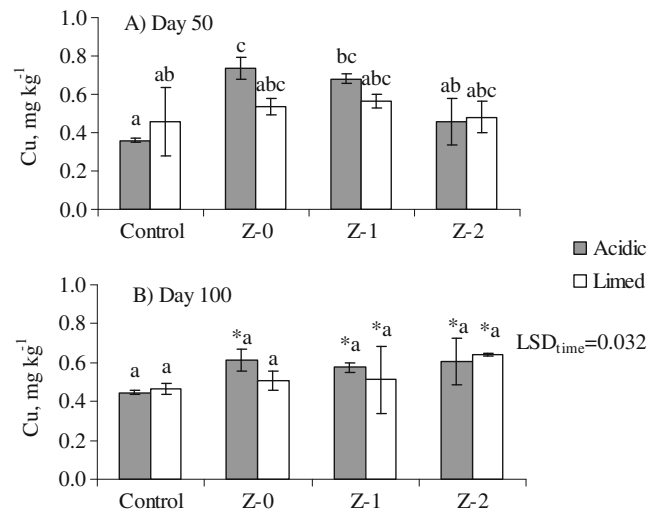 A) Day 50
Cu, mg kg-1
1.0
0.8
0.6
0.4
0.2
0.0
a ab c abc bc abc ab abc
Control Z-0 Z-1 Z-2
Acidic
Limed
B) Day 100
Cu, mg kg-1
1.0
0.8
0.6
0.4
0.2
0.0
a a *a a *a *a *a *a
LSDtime=0.032
Control Z-0 Z-1 Z-2